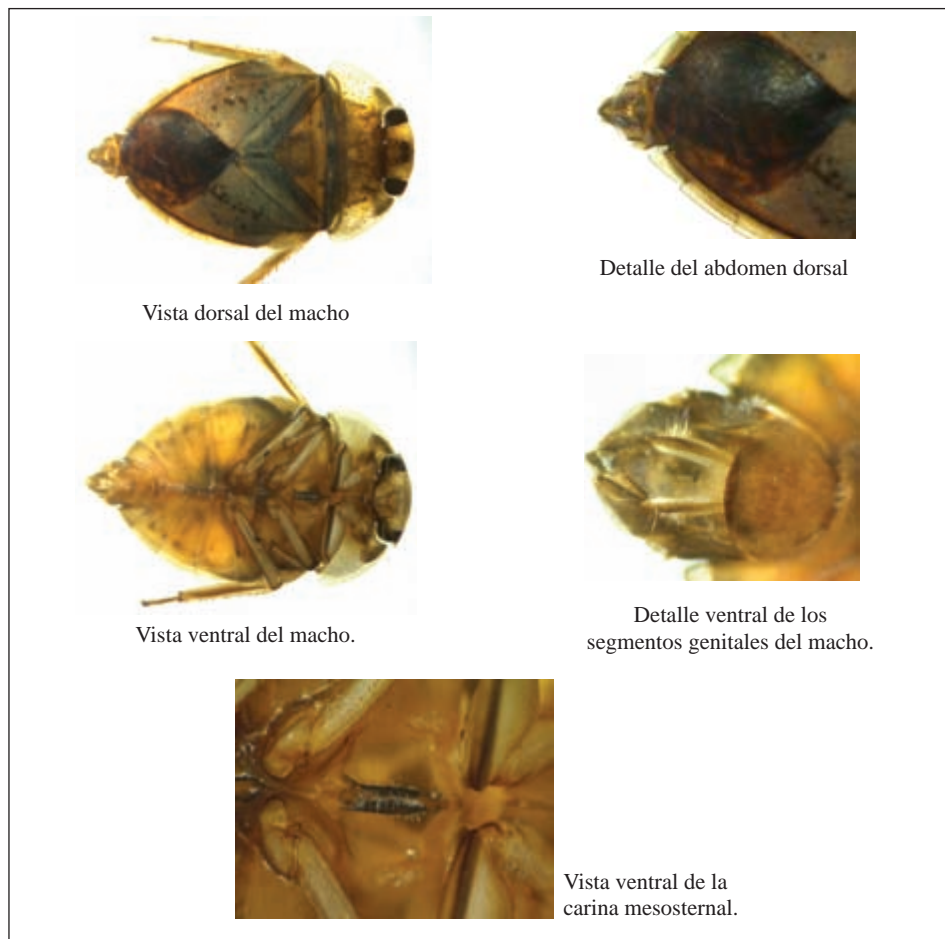 Vista dorsal del macho
Detalle del abdomen dorsal
Vista ventral del macho.
Detalle ventral de los
segmentos genitales del macho.
Vista ventral de la
carina mesosternal.